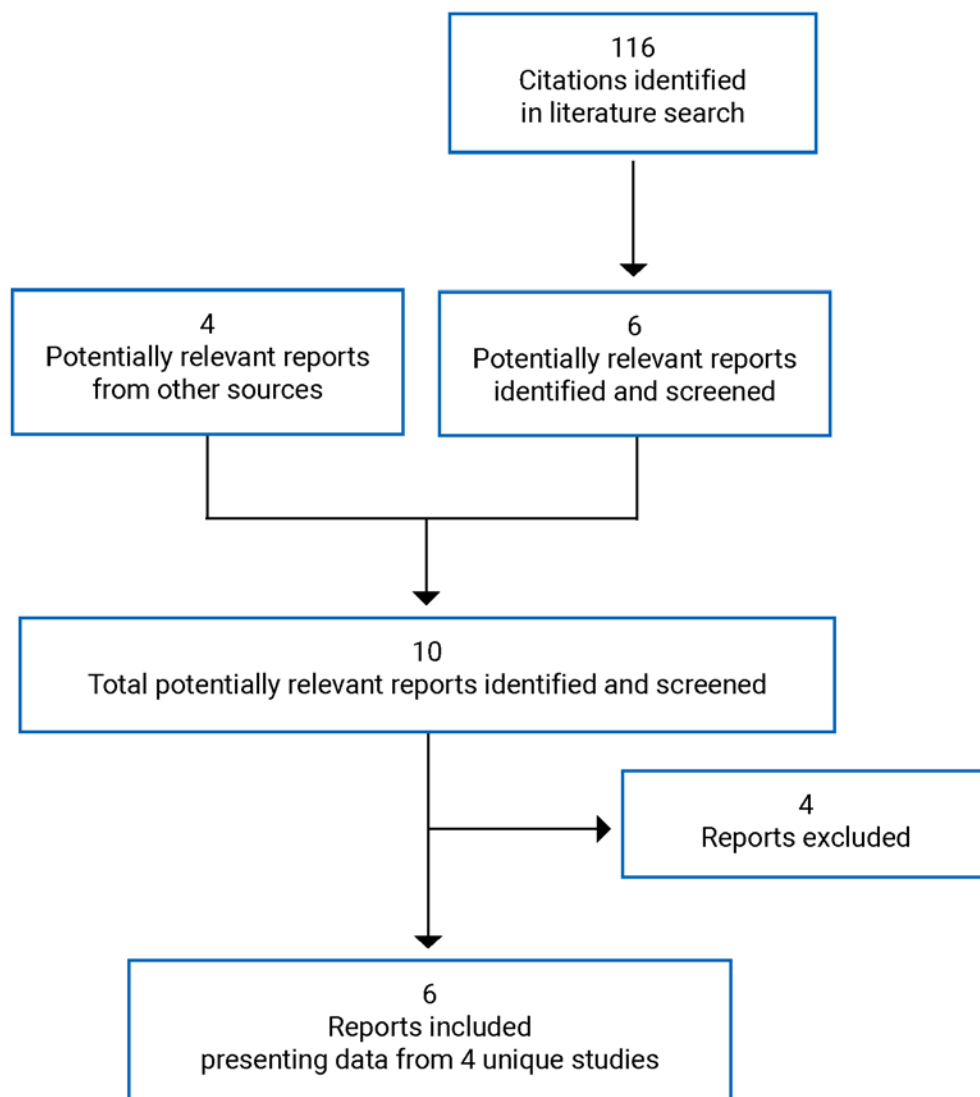 116
Citations identified
in literature search
4
Potentially relevant reports
from other sources
6
Potentially relevant reports
identified and screened
10
Total potentially relevant reports identified and screened
4
Reports excluded
6
Reports included
presenting data from 4 unique studies